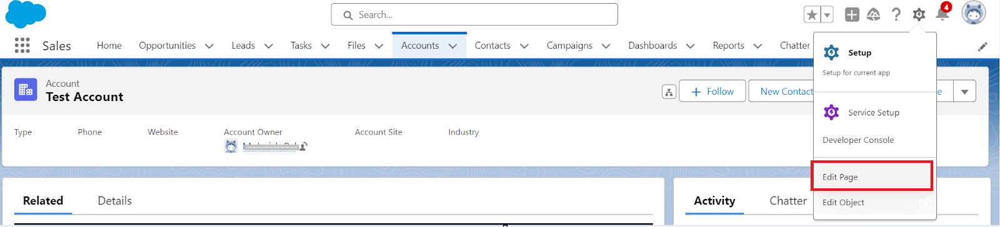 Search...
4
Sales Home Opportunities Leads Tasks Files Accounts Contacts Campaigns Dashboards Reports Chatter
Setup
Setup for current app
Service Setup
Developer Console
Edit Page
Edit Object
Account
Test Account
+ Follow New Contact
Type Phone Website Account Owner Account Site Industry
Related Details
Activity Chatter